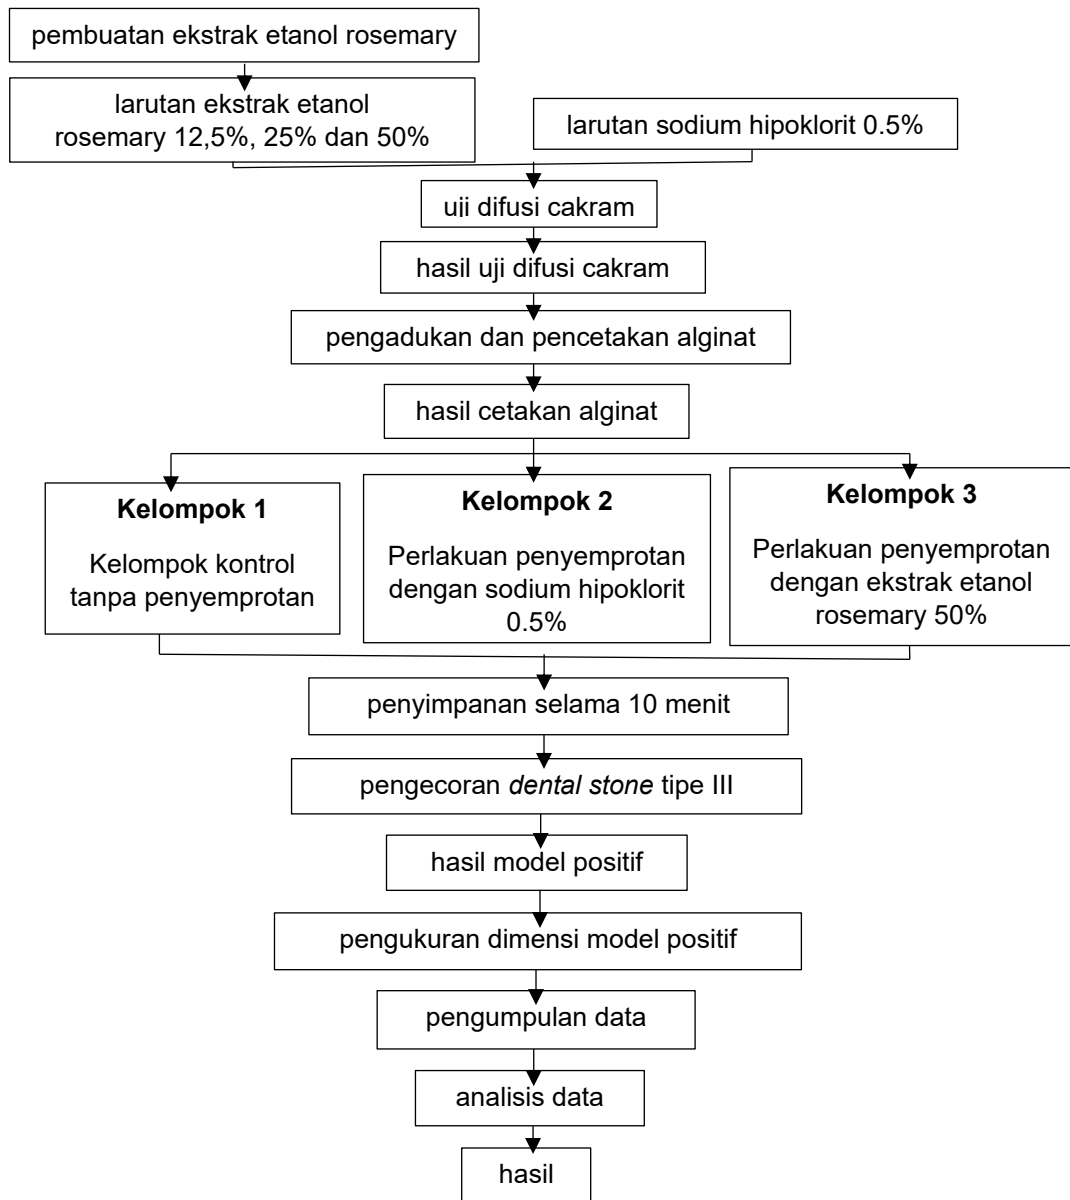 pembuatan ekstrak etanol rosemary
larutan ekstrak etanol
rosemary 12,5%, 25% dan 50%
larutan sodium hipoklorit 0.5%
uji difusi cakram
hasil uji difusi cakram
pengadukan dan pencetakan alginat
hasil cetakan alginat
Kelompok 1
Kelompok kontrol
tanpa penyemprotan
Kelompok 2
Perlakuan penyemprotan
dengan sodium hipoklorit
0.5%
Kelompok 3
Perlakuan penyemprotan
dengan ekstrak etanol
rosemary 50%
penyimpanan selama 10 menit
pengecoran dental stone tipe III
hasil model positif
pengukuran dimensi model positif
pengumpulan data
analisis data
hasil